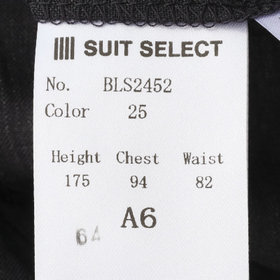 SUIT SELECT
No. BLS2452
Color 25
Height Chest Waist
175 94 82
A6
64